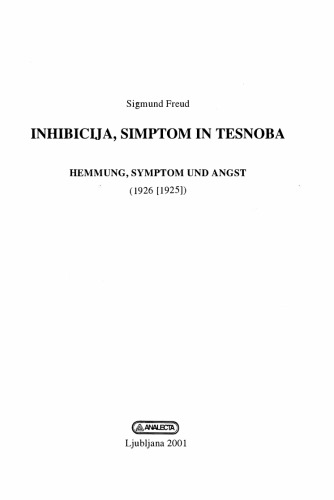 Sigmund Freud
INHIBICIJA, SIMPTOM IN TESNOBA
HEMMUNG, SYMPTOM UND ANGST
(1926 [1925])
ANALECTA
Ljubljana 2001